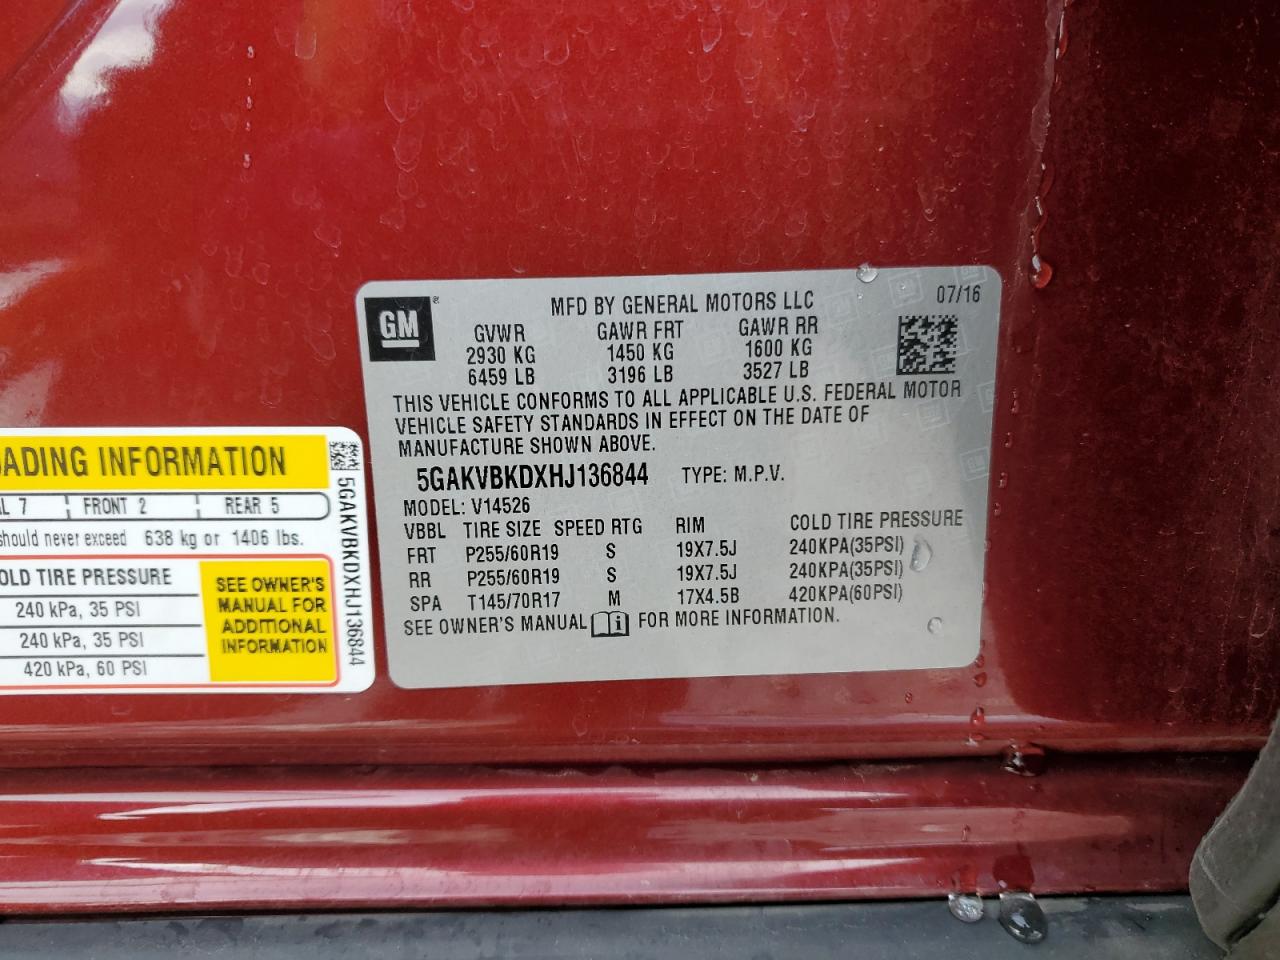 GM
®
MFD BY GENERAL MOTORS LLC
07/16
GVWR GAWR FRT GAWR RR
2930 KG 1450 KG 1600 KG
6459 LB 3196 LB 3527 LB
THIS VEHICLE CONFORMS TO ALL APPLICABLE U.S. FEDERAL MOTOR
VEHICLE SAFETY STANDARDS IN EFFECT ON THE DATE OF
MANUFACTURE SHOWN ABOVE.
5GAKVBKDXHJ136844 TYPE: M.P.V.
MODEL: V14526
VBBL TIRE SIZE SPEED RTG RIM COLD TIRE PRESSURE
FRT P255/60R19 S 19X7.5J 240KPA(35PSI)
RR P255/60R19 S 19X7.5J 240KPA(35PSI)
SPA T145/70R17 M 17X4.5B 420KPA(60PSI)
SEE OWNER'S MANUAL i FOR MORE INFORMATION.
ADING INFORMATION
L 7 FRONT 2 REAR 5
should never exceed 638 kg or 1406 lbs.
OLD TIRE PRESSURE
240 kPa, 35 PSI
240 kPa, 35 PSI
420 kPa, 60 PSI
SEE OWNER'S
MANUAL FOR
ADDITIONAL
INFORMATION
5GAKVBKDXHJ136844